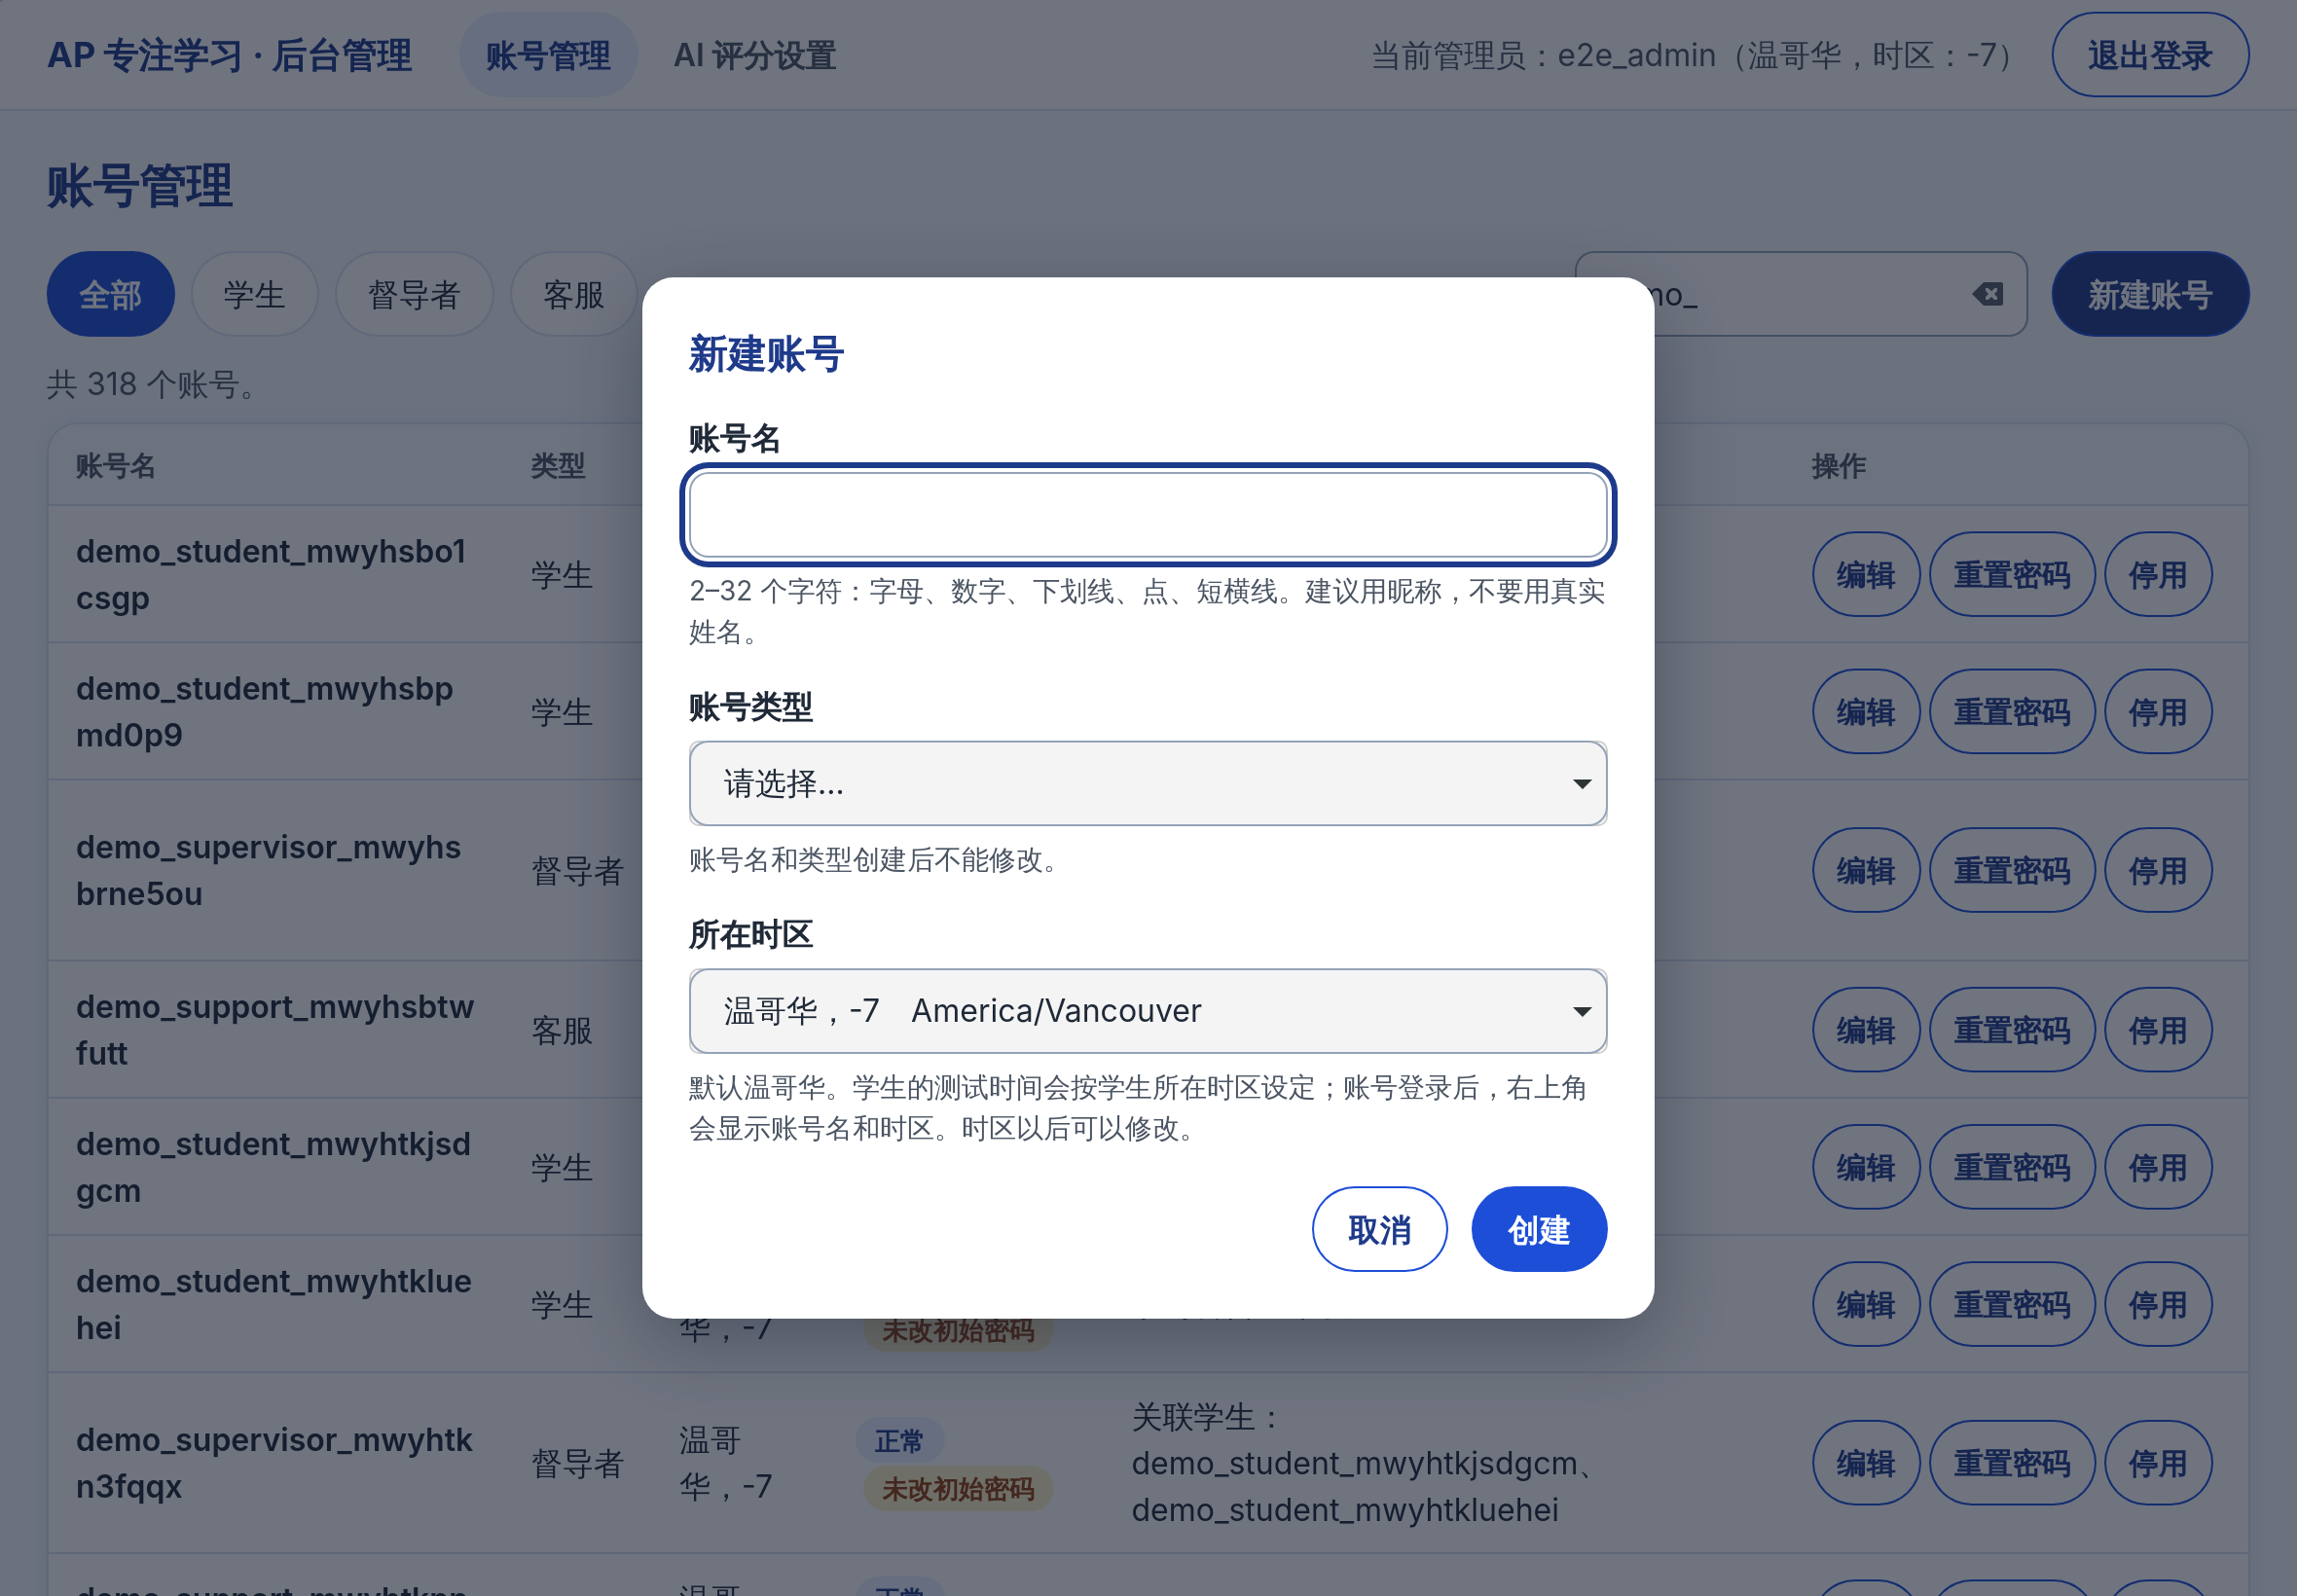 AP 专注学习 · 后台管理
账号管理
AI 评分设置
当前管理员：e2e_admin（温哥华，时区：-7）
退出登录
账号管理
全部
学生
督导者
客服
mo_
新建账号
共 318 个账号。
账号名
类型
操作
demo_student_mwyhsbo1
csgp
学生
编辑
重置密码
停用
demo_student_mwyhsbp
md0p9
学生
编辑
重置密码
停用
demo_supervisor_mwyhs
brne5ou
督导者
编辑
重置密码
停用
demo_support_mwyhsbtw
futt
客服
编辑
重置密码
停用
demo_student_mwyhtkjsd
gcm
学生
编辑
重置密码
停用
demo_student_mwyhtklue
hei
学生
华，-7
未改初始密码
编辑
重置密码
停用
demo_supervisor_mwyhtk
n3fqqx
督导者
温哥
华，-7
正常
未改初始密码
关联学生：
demo_student_mwyhtkjsdgcm、
demo_student_mwyhtkluehei
编辑
重置密码
停用
温哥
正常
新建账号
账号名
2–32 个字符：字母、数字、下划线、点、短横线。建议用昵称，不要用真实
姓名。
账号类型
请选择...
账号名和类型创建后不能修改。
所在时区
温哥华，-7 America/Vancouver
默认温哥华。学生的测试时间会按学生所在时区设定；账号登录后，右上角
会显示账号名和时区。时区以后可以修改。
取消
创建